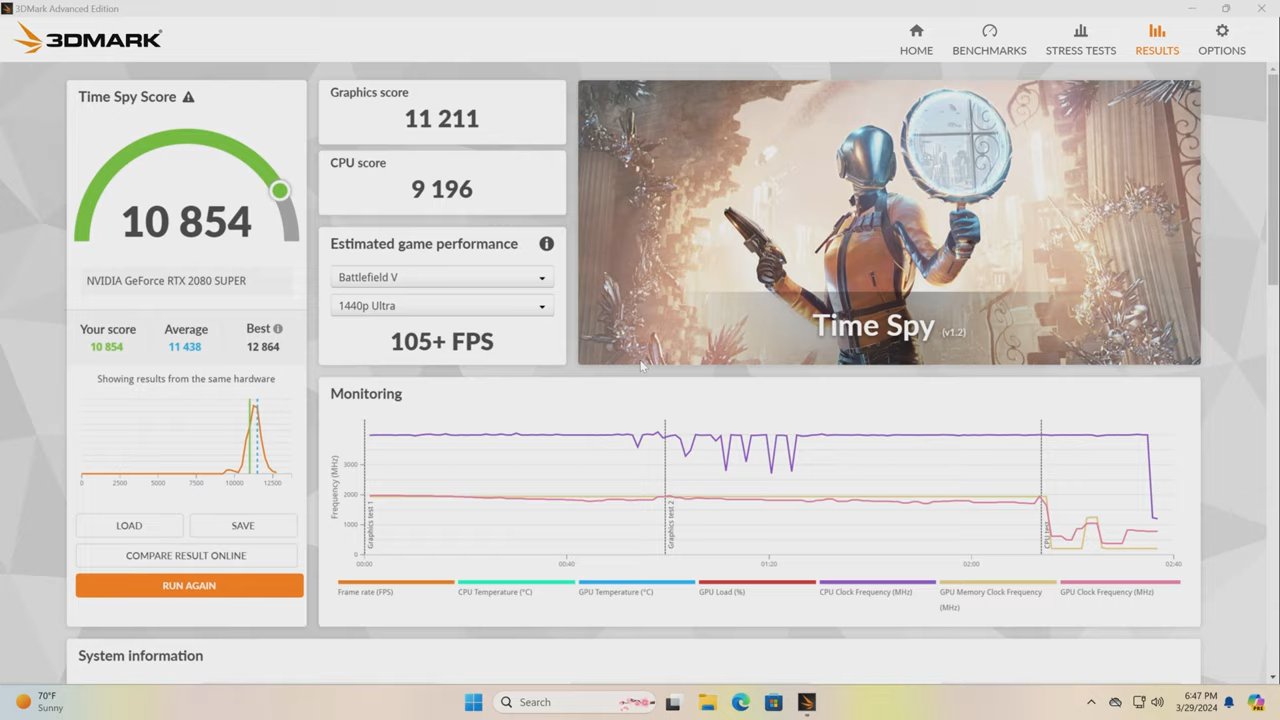 3DMark Advanced Edition
3DMARK
HOME
BENCHMARKS
STRESS TESTS
RESULTS
OPTIONS
Time Spy Score
10 854
NVIDIA GeForce RTX 2080 SUPER
Your score Average Best
10 854 11 438 12 864
Showing results from the same hardware
0 2500 5000 7500 10000 12500
LOAD SAVE
COMPARE RESULT ONLINE
RUN AGAIN
Graphics score
11 211
CPU score
9 196
Estimated game performance
Battlefield V
1440p Ultra
105+ FPS
Time Spy (v1.2)
Monitoring
Frequency (MHz)
3000
2000
1000
0
Graphics test 1
Graphics test 2
CPU test
00:00 00:40 01:20 02:00 02:40
Frame rate (FPS) CPU Temperature (°C) GPU Temperature (°C) GPU Load (%) CPU Clock Frequency (MHz) GPU Memory Clock Frequency (MHz) GPU Clock Frequency (MHz)
System information
70°F
Sunny
Search
6:47 PM
3/29/2024
PRE